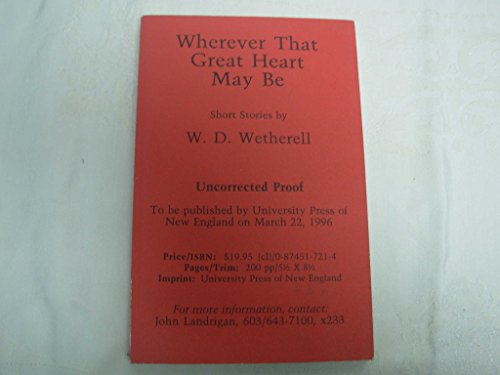 Wherever That
Great Heart
May Be
Short Stories by
W. D. Wetherell
Uncorrected Proof
To be published by University Press of
New England on March 22, 1996
Price/ISBN: $19.95 (cl)/0-87451-721-4
Pages/Trim: 200 pp/5½ X 8½
Imprint: University Press of New England
For more information, contact:
John Landrigan, 603/643-7100, x233